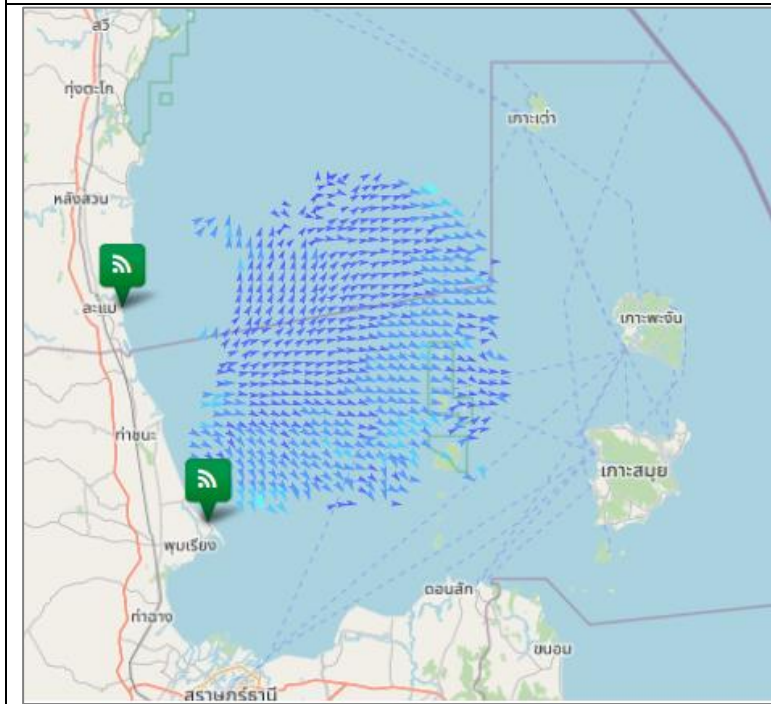 สวี
ทุ่งตะโก
เกาะเต่า
หลังสวน
ละแม
เกาะพะงัน
ท่าชนะ
เกาะสมุย
พุมเรียง
ดอนสัก
ท่าฉาง
ขนอม
สุราษฎร์ธานี